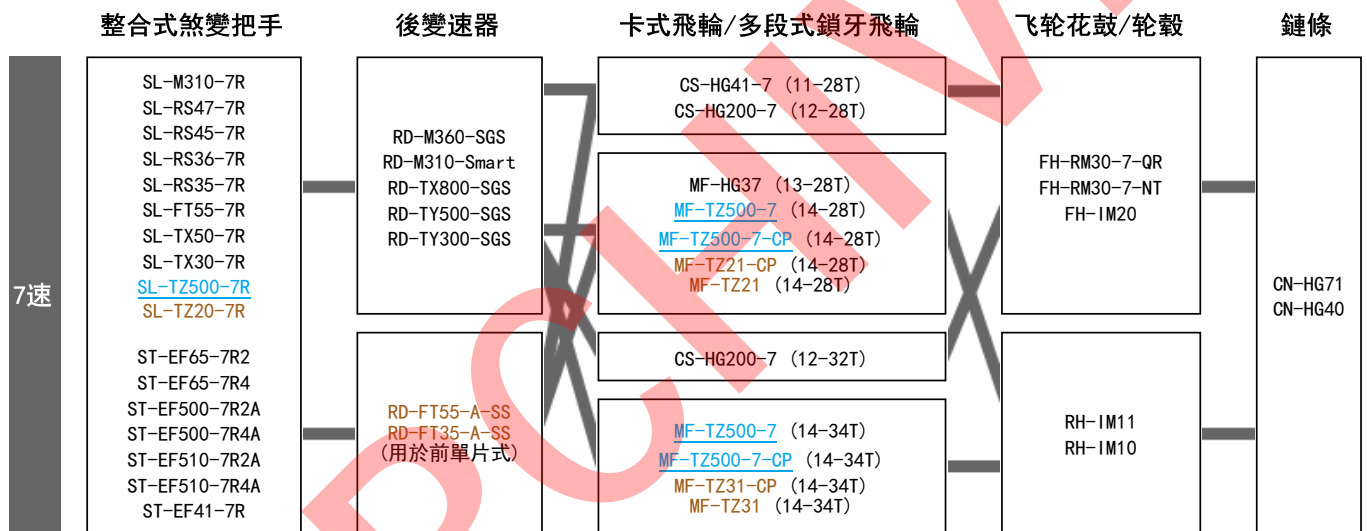 整合式煞變把手
後變速器
卡式飛輪/多段式鎖牙飛輪
飞轮花鼓/轮毂
鏈條
7速
SL-M310-7R
SL-RS47-7R
SL-RS45-7R
SL-RS36-7R
SL-RS35-7R
SL-FT55-7R
SL-TX50-7R
SL-TX30-7R
SL-TZ500-7R
SL-TZ20-7R
ST-EF65-7R2
ST-EF65-7R4
ST-EF500-7R2A
ST-EF500-7R4A
ST-EF510-7R2A
ST-EF510-7R4A
ST-EF41-7R
RD-M360-SGS
RD-M310-Smart
RD-TX800-SGS
RD-TY500-SGS
RD-TY300-SGS
RD-FT55-A-SS
RD-FT35-A-SS
(用於前單片式)
CS-HG41-7 (11-28T)
CS-HG200-7 (12-28T)
MF-HG37 (13-28T)
MF-TZ500-7 (14-28T)
MF-TZ500-7-CP (14-28T)
MF-TZ21-CP (14-28T)
MF-TZ21 (14-28T)
CS-HG200-7 (12-32T)
MF-TZ500-7 (14-34T)
MF-TZ500-7-CP (14-34T)
MF-TZ31-CP (14-34T)
MF-TZ31 (14-34T)
FH-RM30-7-QR
FH-RM30-7-NT
FH-IM20
RH-IM11
RH-IM10
CN-HG71
CN-HG40